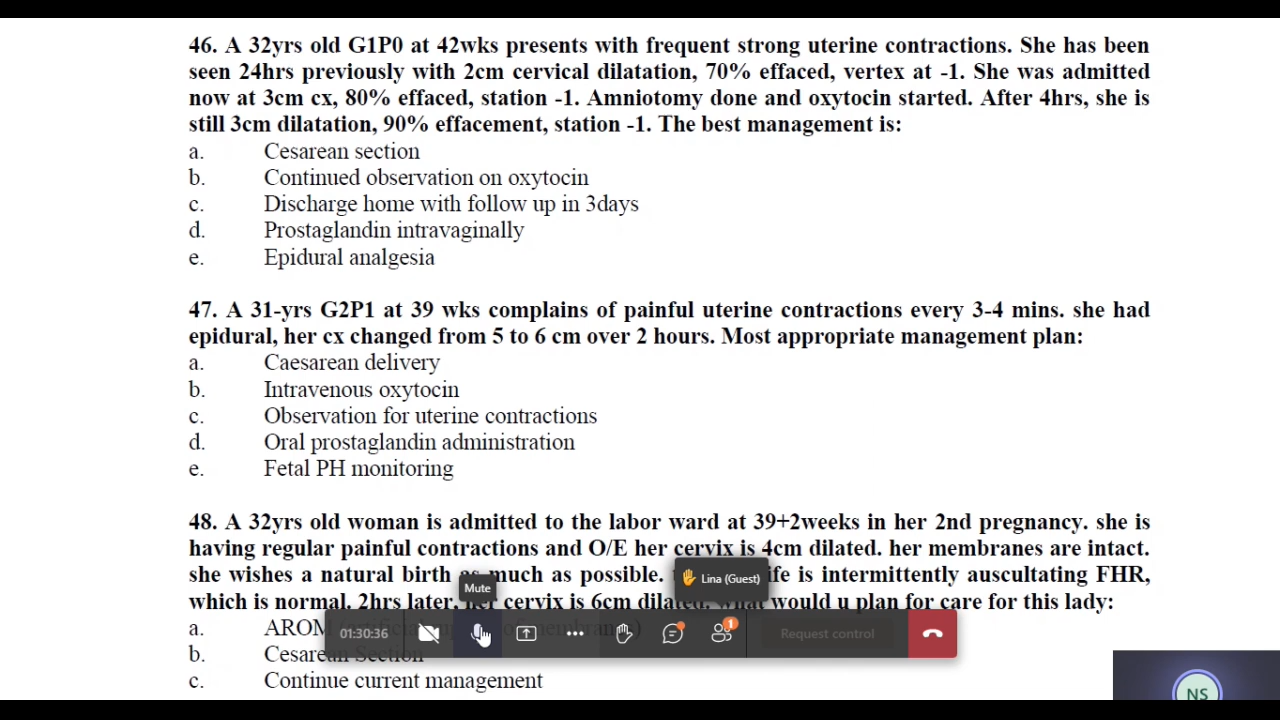 46. A 32yrs old G1P0 at 42wks presents with frequent strong uterine contractions. She has been
seen 24hrs previously with 2cm cervical dilatation, 70% effaced, vertex at -1. She was admitted
now at 3cm cx, 80% effaced, station -1. Amniotomy done and oxytocin started. After 4hrs, she is
still 3cm dilatation, 90% effacement, station -1. The best management is:
a. Cesarean section
b. Continued observation on oxytocin
c. Discharge home with follow up in 3days
d. Prostaglandin intravaginally
e. Epidural analgesia
47. A 31-yrs G2P1 at 39 wks complains of painful uterine contractions every 3-4 mins. she had
epidural, her cx changed from 5 to 6 cm over 2 hours. Most appropriate management plan:
a. Caesarean delivery
b. Intravenous oxytocin
c. Observation for uterine contractions
d. Oral prostaglandin administration
e. Fetal PH monitoring
48. A 32yrs old woman is admitted to the labor ward at 39+2weeks in her 2nd pregnancy. she is
having regular painful contractions and O/E her cervix is 4cm dilated. her membranes are intact.
she wishes a natural birth as much as possible. ife is intermittently auscultating FHR,
which is normal. 2hrs later, her cervix is 6cm dilated. what would u plan for care for this lady:
Mute
Lina (Guest)
a. AROM
b. Cesarean Section
c. Continue current management
01:30:36
1
Request control
NS